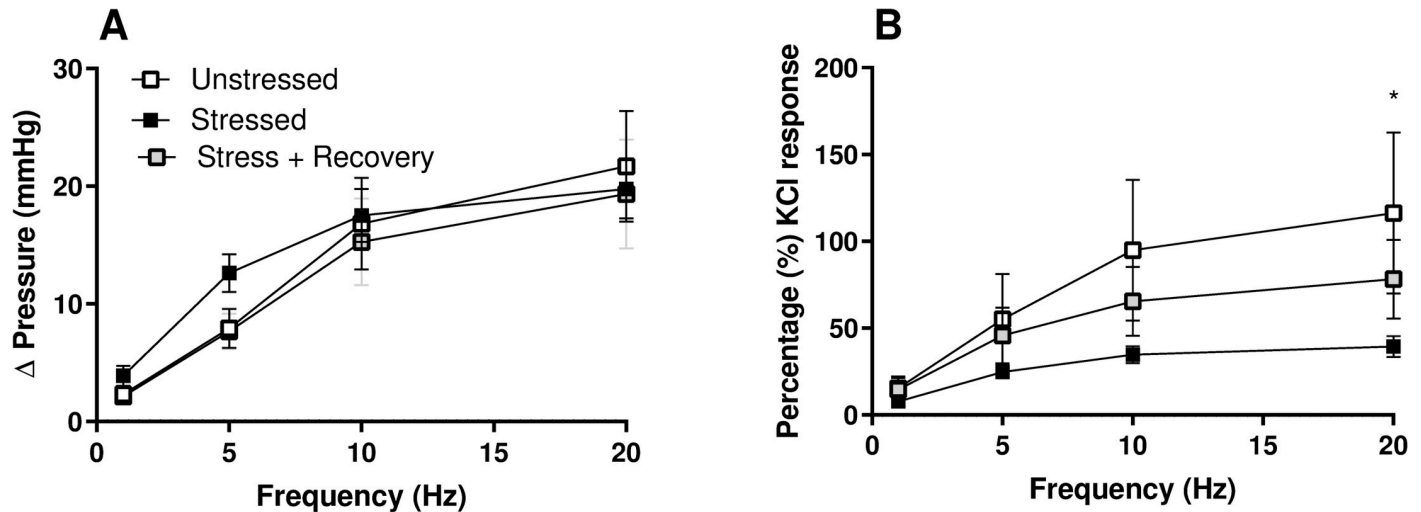 A
Δ Pressure (mmHg)
30
20
10
0
Unstressed
Stressed
Stress + Recovery
0 5 10 15 20
Frequency (Hz)
B
Percentage (%) KCl response
200
150
100
50
0
*
0 5 10 15 20
Frequency (Hz)